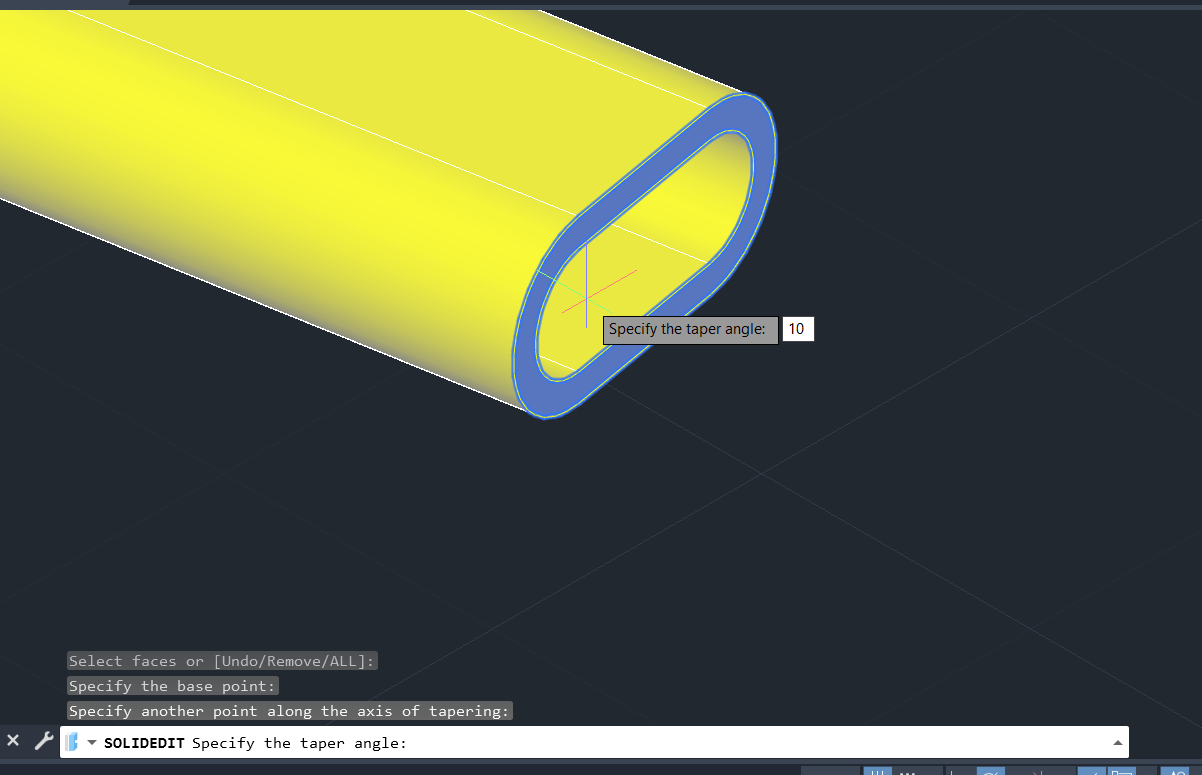 Specify the taper angle: 10
Select faces or [Undo/Remove/ALL]:
Specify the base point:
Specify another point along the axis of tapering:
SOLIDEDIT Specify the taper angle: